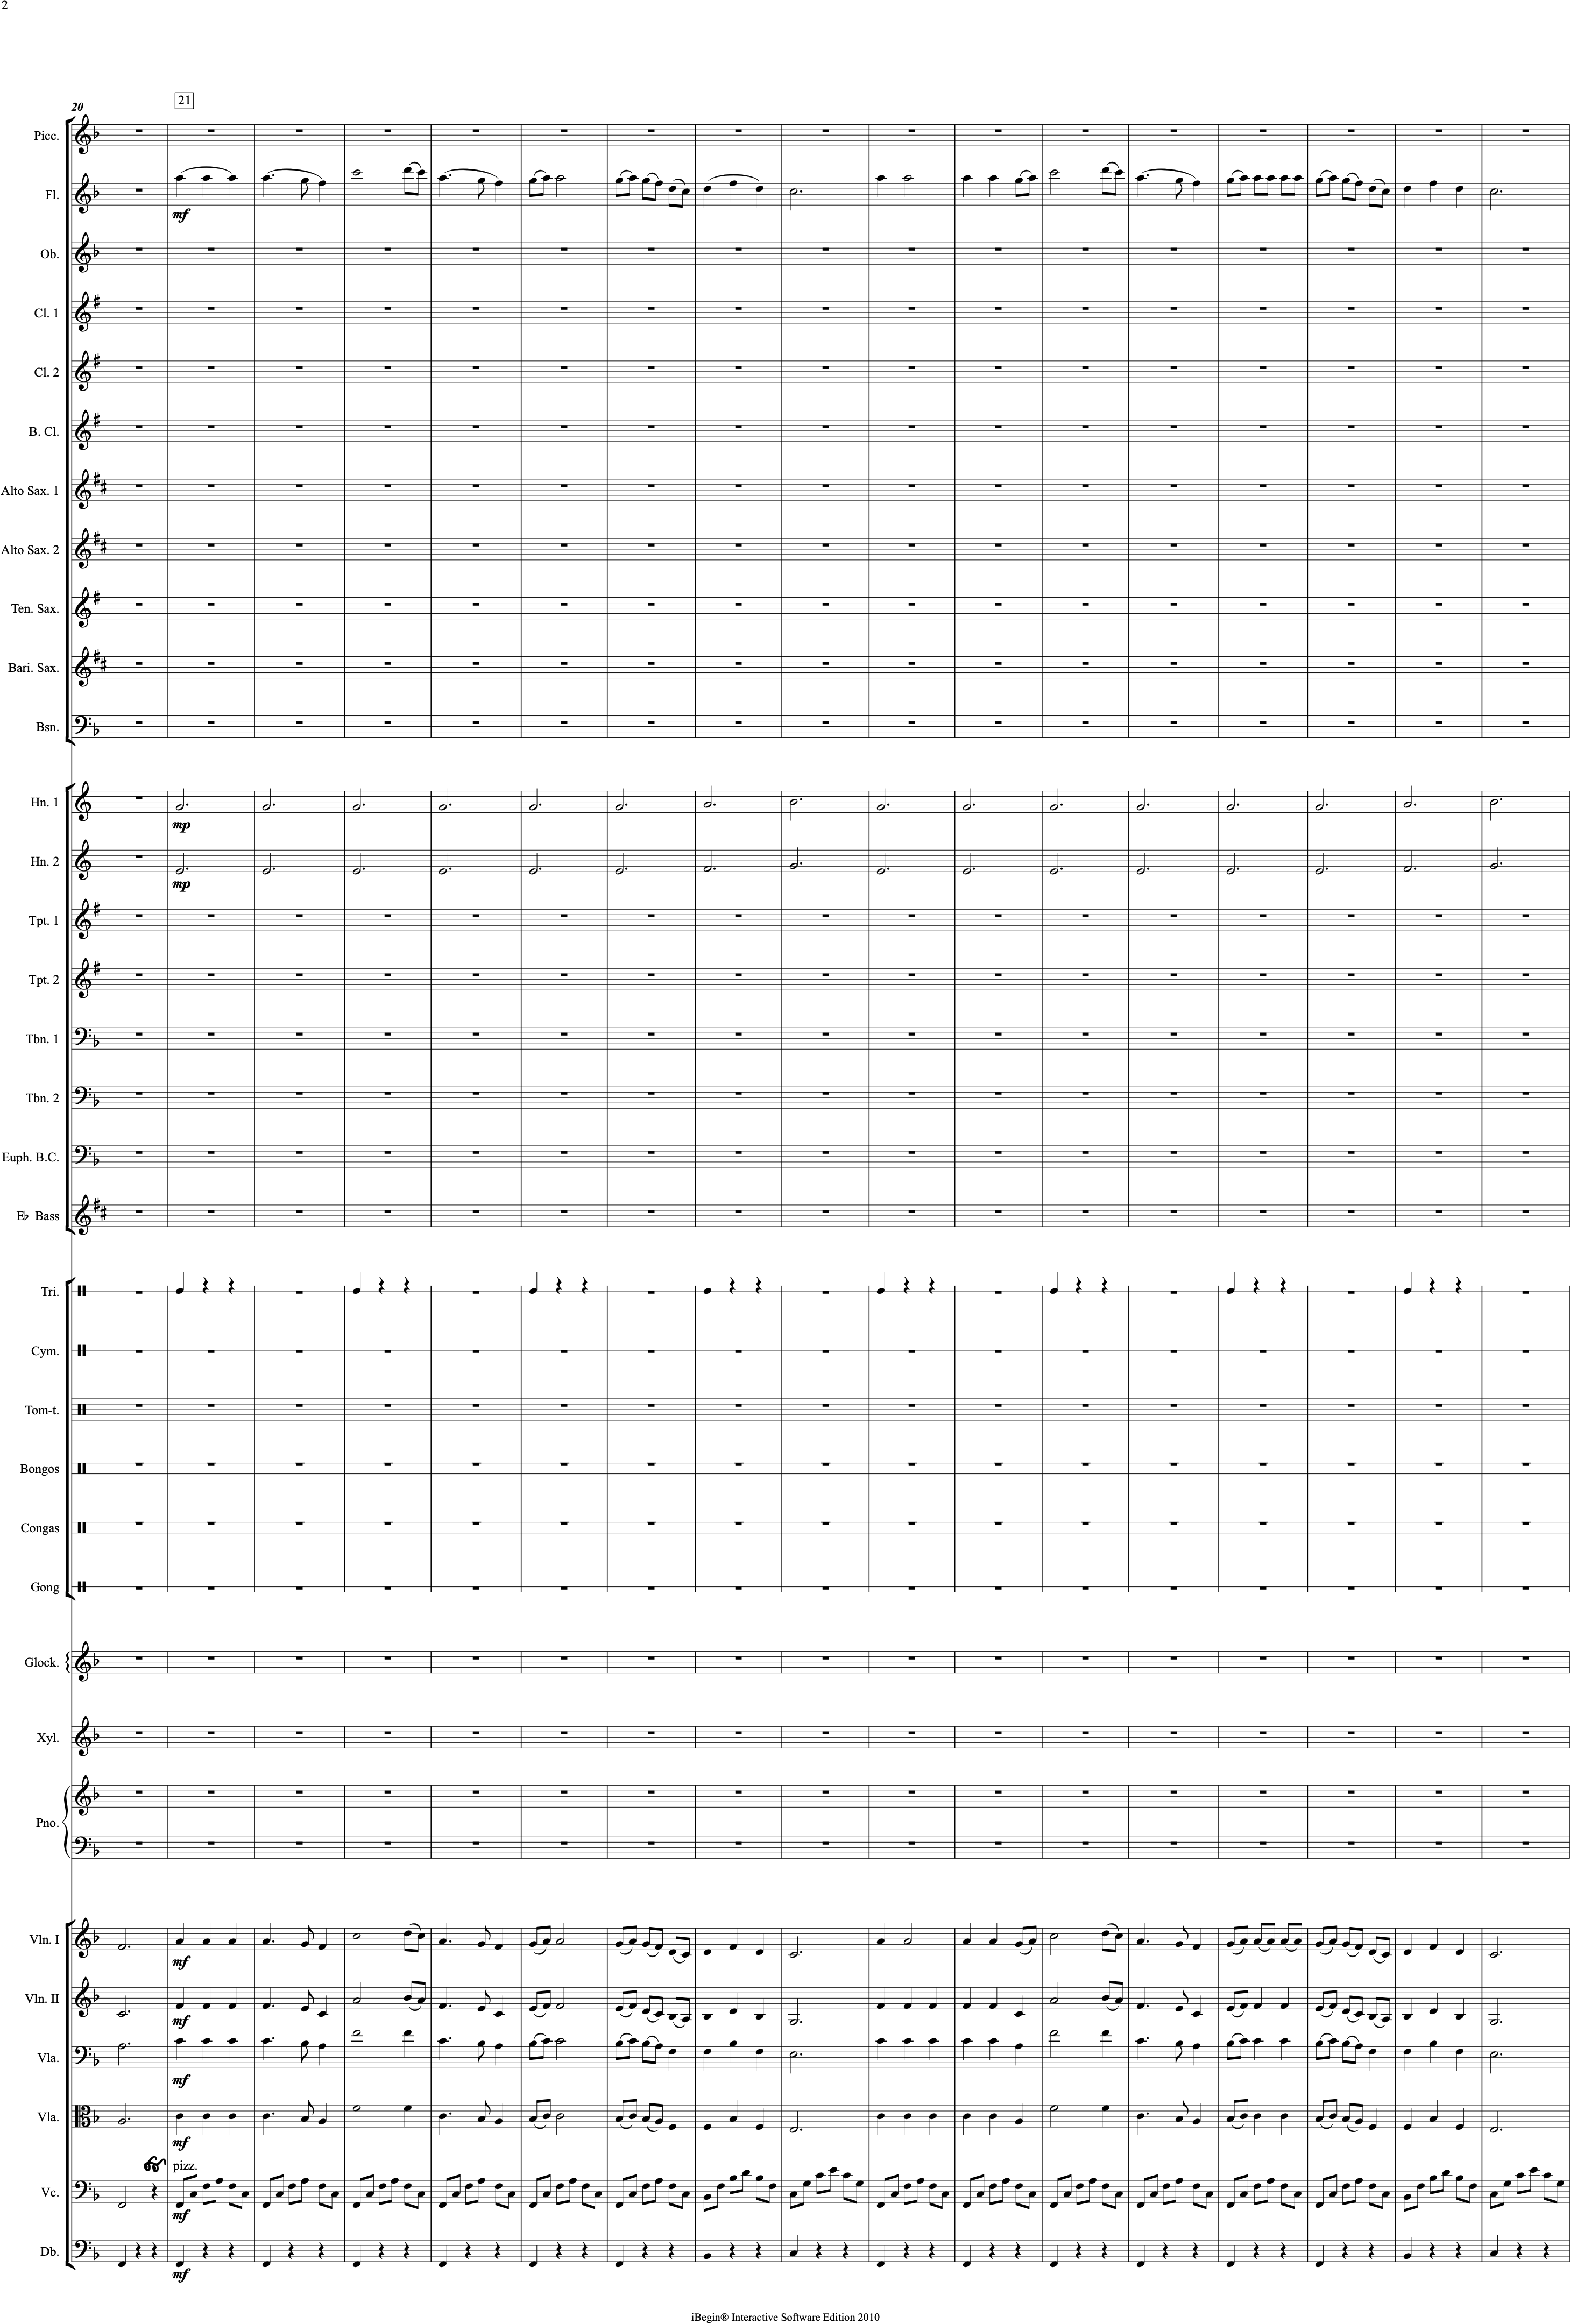 2
21
20
Picc.
Fl.
mf
Ob.
Cl. 1
Cl. 2
B. Cl.
Alto Sax. 1
Alto Sax. 2
Ten. Sax.
Bari. Sax.
Bsn.
Hn. 1
mp
Hn. 2
mp
Tpt. 1
Tpt. 2
Tbn. 1
Tbn. 2
Euph. B.C.
E♭ Bass
Tri.
Cym.
Tom-t.
Bongos
Congas
Gong
Glock.
Xyl.
Pno.
Vln. I
mf
Vln. II
mf
Vla.
mf
Vla.
mf
pizz.
Vc.
mf
Db.
mf
iBegin® Interactive Software Edition 2010